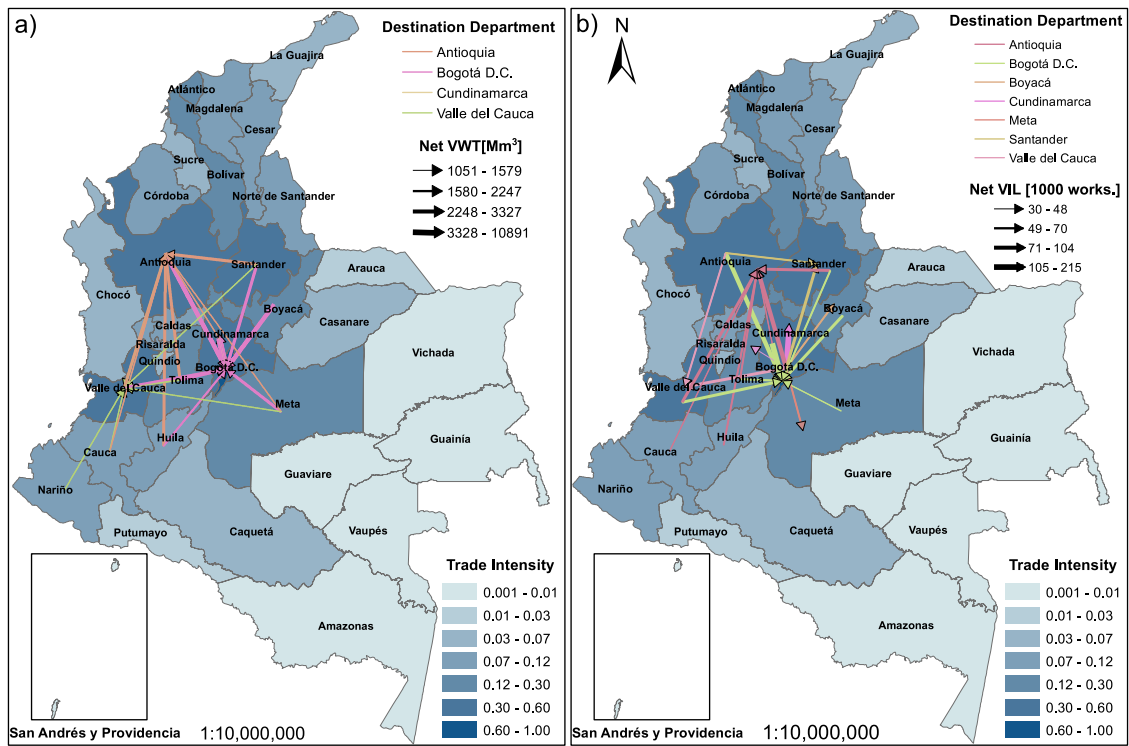 a)
Destination Department
Antioquia
Bogotá D.C.
Cundinamarca
Valle del Cauca
Net VWT[Mm³]
1051 - 1579
1580 - 2247
2248 - 3327
3328 - 10891
La Guajira
Atlántico
Magdalena
Cesar
Sucre
Bolívar
Córdoba
Norte de Santander
Antioquia
Santander
Arauca
Chocó
Boyacá
Casanare
Caldas
Cundinamarca
Risaralda
Vichada
Quindío
Bogotá D.C.
Tolima
Valle del Cauca
Meta
Huila
Guainía
Cauca
Guaviare
Nariño
Vaupés
Caquetá
Putumayo
Amazonas
Trade Intensity
0.001 - 0.01
0.01 - 0.03
0.03 - 0.07
0.07 - 0.12
0.12 - 0.30
0.30 - 0.60
0.60 - 1.00
San Andrés y Providencia
1:10,000,000
b)
N
Destination Department
Antioquia
Bogotá D.C.
Boyacá
Cundinamarca
Meta
Santander
Valle del Cauca
Net VIL [1000 works.]
30 - 48
49 - 70
71 - 104
105 - 215
La Guajira
Atlántico
Magdalena
Cesar
Sucre
Bolívar
Córdoba
Norte de Santander
Antioquia
Santander
Arauca
Chocó
Boyacá
Casanare
Caldas
Cundinamarca
Risaralda
Vichada
Quindío
Bogotá D.C.
Tolima
Valle del Cauca
Meta
Huila
Guainía
Cauca
Guaviare
Nariño
Vaupés
Caquetá
Putumayo
Amazonas
Trade Intensity
0.001 - 0.01
0.01 - 0.03
0.03 - 0.07
0.07 - 0.12
0.12 - 0.30
0.30 - 0.60
0.60 - 1.00
San Andrés y Providencia
1:10,000,000